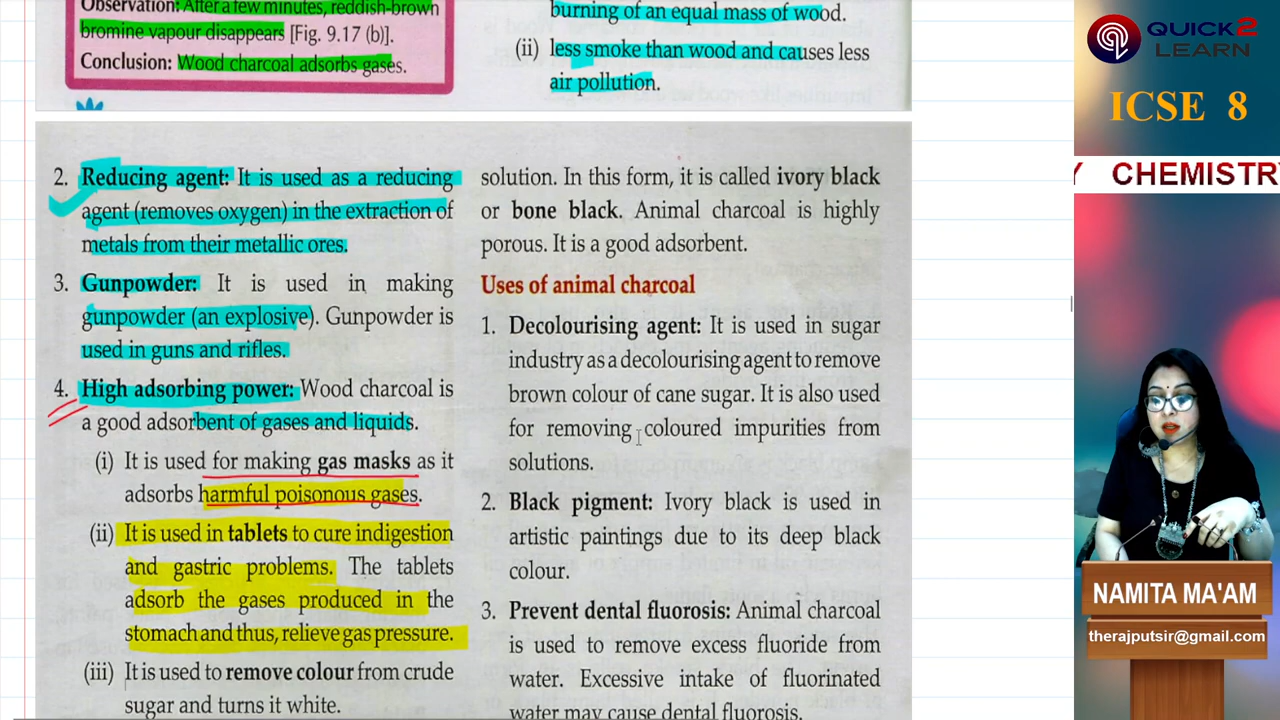 Observation: After a few minutes, reddish-brown
bromine vapour disappears [Fig. 9.17 (b)].
Conclusion: Wood charcoal adsorbs gases.
burning of an equal mass of wood.
(ii) less smoke than wood and causes less
air pollution.
2. Reducing agent: It is used as a reducing
agent (removes oxygen) in the extraction of
metals from their metallic ores.
3. Gunpowder: It is used in making
gunpowder (an explosive). Gunpowder is
used in guns and rifles.
4. High adsorbing power: Wood charcoal is
a good adsorbent of gases and liquids.
(i) It is used for making gas masks as it
adsorbs harmful poisonous gases.
(ii) It is used in tablets to cure indigestion
and gastric problems. The tablets
adsorb the gases produced in the
stomach and thus, relieve gas pressure.
(iii) It is used to remove colour from crude
sugar and turns it white.
solution. In this form, it is called ivory black
or bone black. Animal charcoal is highly
porous. It is a good adsorbent.
Uses of animal charcoal
1. Decolourising agent: It is used in sugar
industry as a decolourising agent to remove
brown colour of cane sugar. It is also used
for removing coloured impurities from
solutions.
2. Black pigment: Ivory black is used in
artistic paintings due to its deep black
colour.
3. Prevent dental fluorosis: Animal charcoal
is used to remove excess fluoride from
water. Excessive intake of fluorinated
water may cause dental fluorosis.
QUICK2
LEARN
ICSE 8
Y CHEMISTR
NAMITA MA'AM
therajputsir@gmail.com